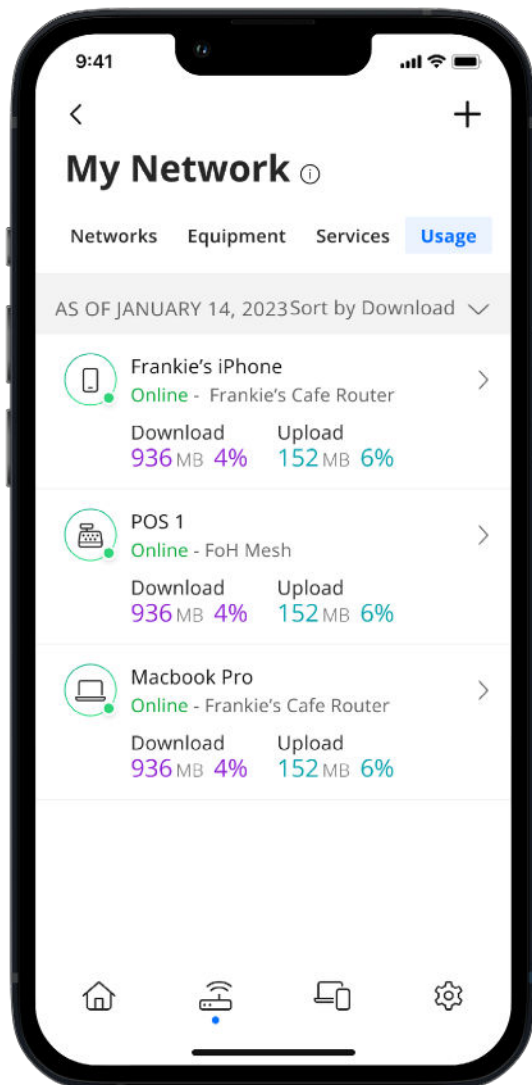 9:41
My Network
Networks Equipment Services Usage
AS OF JANUARY 14, 2023 Sort by Download
Frankie's iPhone
Online - Frankie's Cafe Router
Download Upload
936 MB 4% 152 MB 6%
POS 1
Online - FoH Mesh
Download Upload
936 MB 4% 152 MB 6%
Macbook Pro
Online - Frankie's Cafe Router
Download Upload
936 MB 4% 152 MB 6%